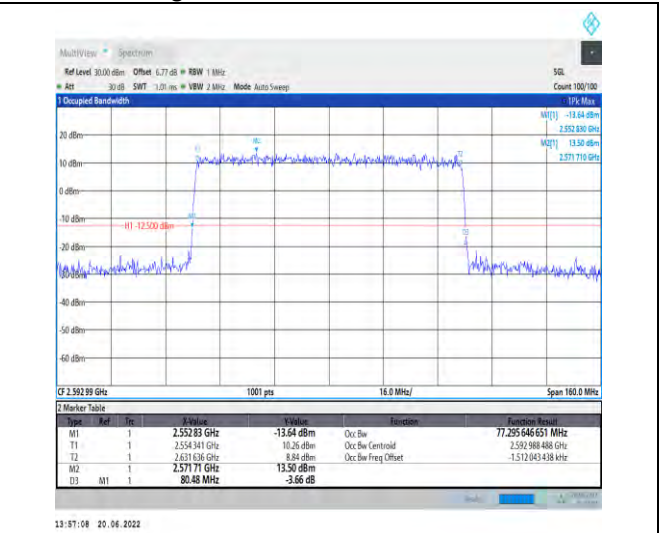 MultiView Spectrum
Ref Level 30.00 dBm Offset 6.77 dB RBW 1 MHz SGL
Att 30 dB SWT 1.01 ms VBW 2 MHz Mode Auto Sweep Count 100/100
1 Occupied Bandwidth 1Pk Max
M1[1] -13.64 dBm
2.552 830 GHz
M2[1] 13.50 dBm
2.571 710 GHz
20 dBm
M2
T1
T2
10 dBm
0 dBm
-10 dBm
M1
H1 -12.500 dBm
D3
-20 dBm
-30 dBm
-40 dBm
-50 dBm
-60 dBm
CF 2.592 99 GHz 1001 pts 16.0 MHz/ Span 160.0 MHz
2 Marker Table
Type Ref Trc X-Value Y-Value Function Function Result
M1 1 2.552 83 GHz -13.64 dBm Occ Bw 77.295 646 651 MHz
T1 1 2.554 341 GHz 10.26 dBm Occ Bw Centroid 2.592 988 488 GHz
T2 1 2.631 636 GHz 8.84 dBm Occ Bw Freq Offset -1.512 043 438 kHz
M2 1 2.571 71 GHz 13.50 dBm
D3 M1 1 80.48 MHz -3.66 dB
13:57:08 20.06.2022